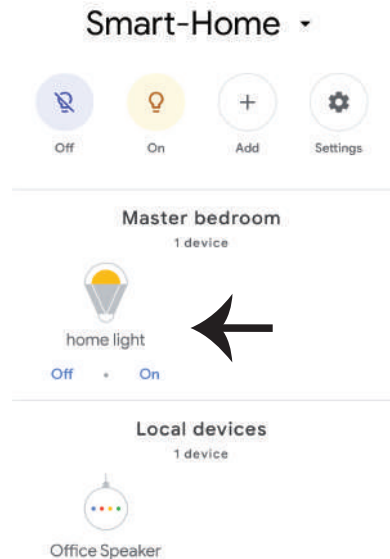 Smart-Home
Off On Add Settings
Master bedroom
1 device
home light
Off • On
Local devices
1 device
Office Speaker